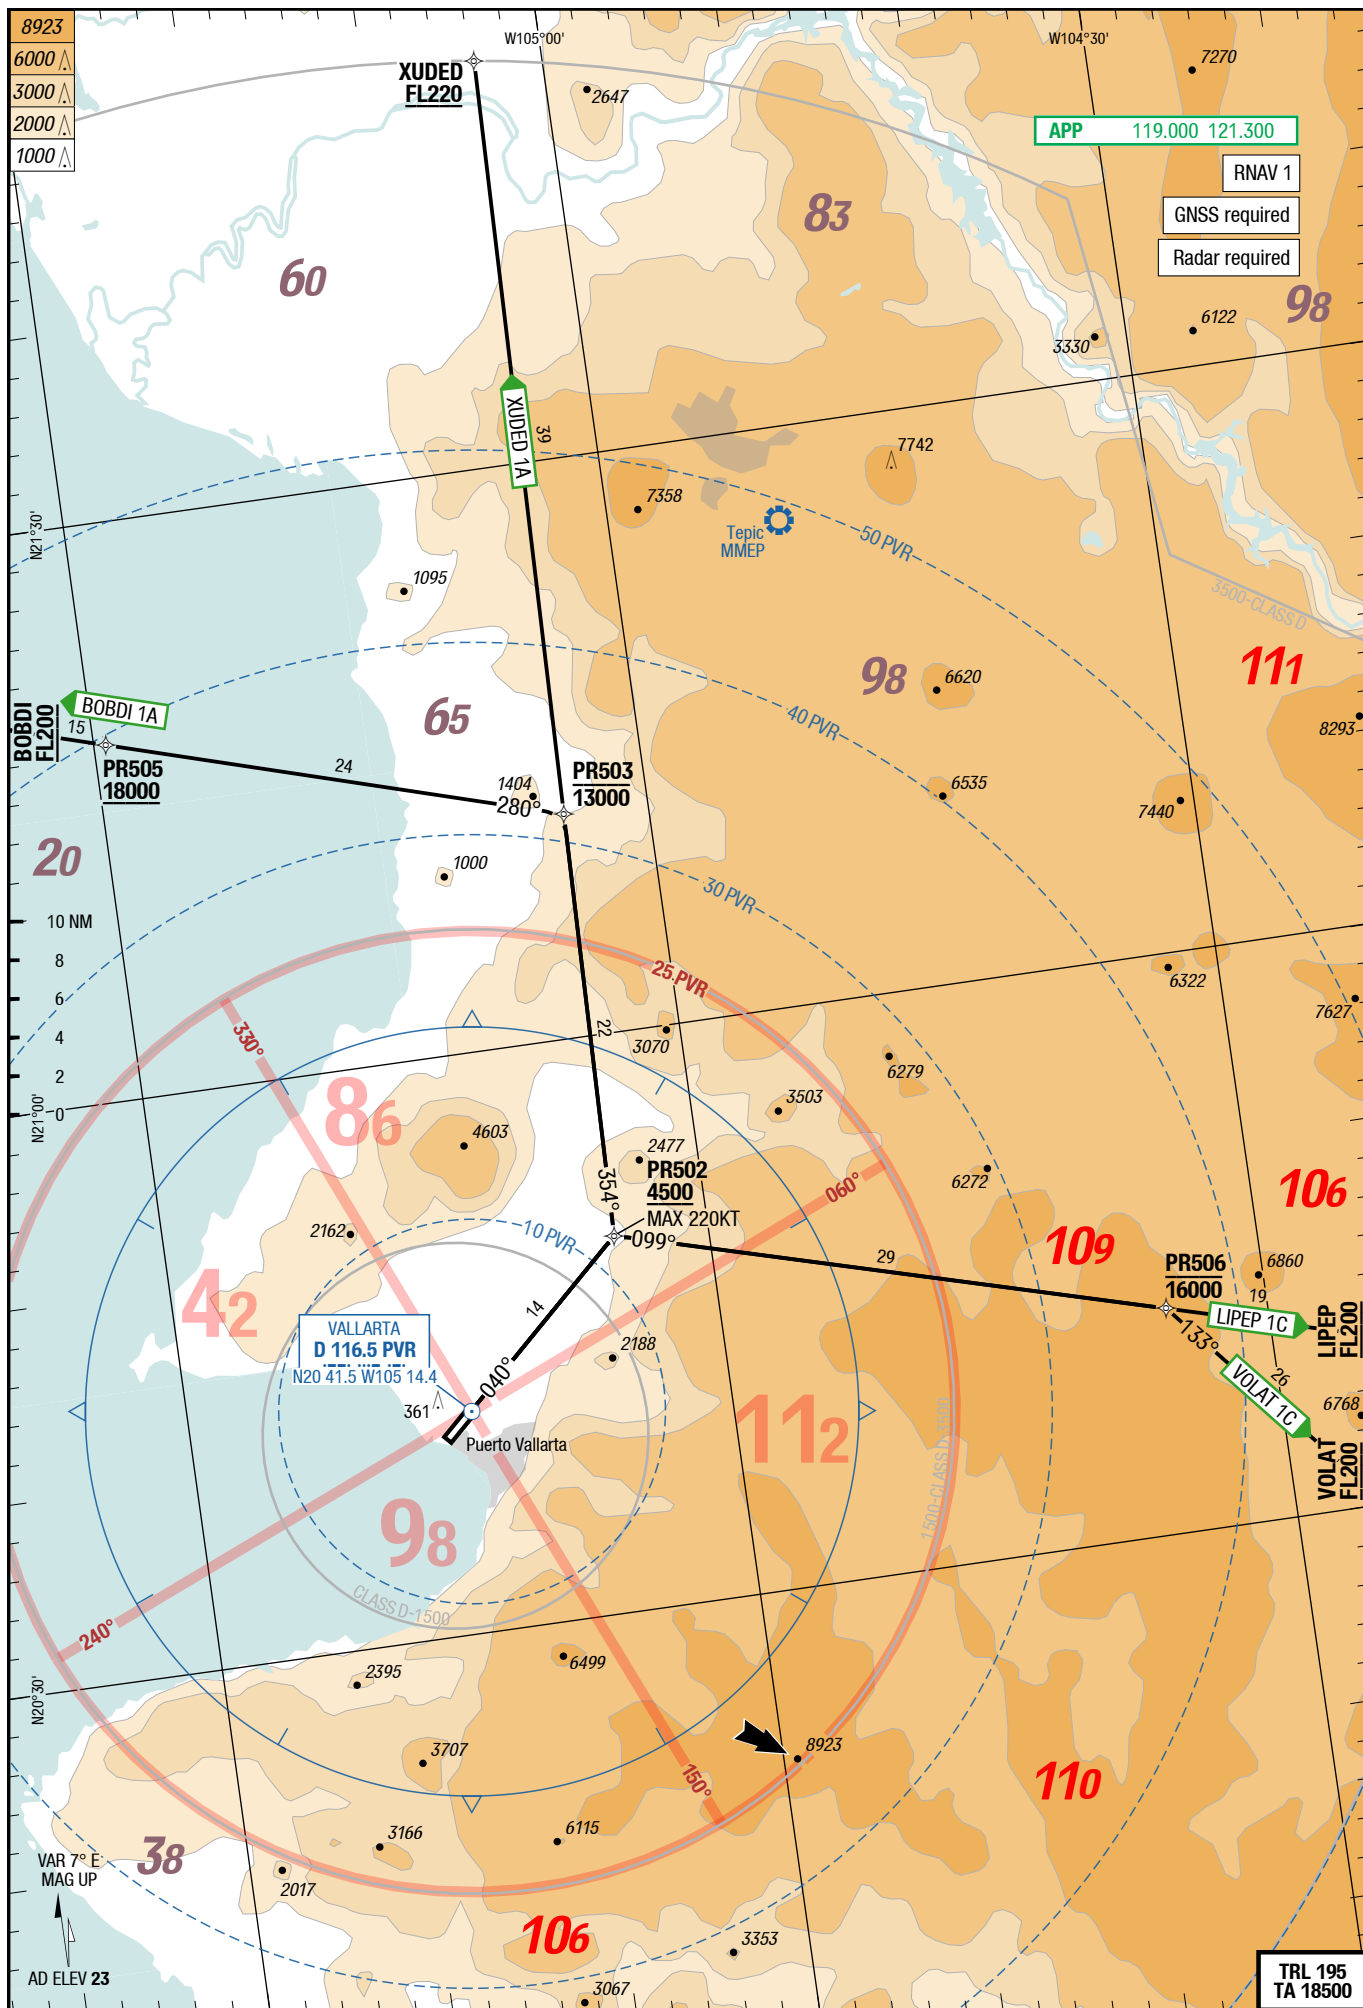 8923
6000
3000
2000
1000
W105°00'
W104°30'
XUDED
FL220
2647
7270
APP 119.000 121.300
RNAV 1
GNSS required
Radar required
83
60
98
6122
3330
XUDED 1A
39
7742
7358
Tepic
MMEP
50 PVR
N21°30'
1095
3500-CLASS D
111
98
6620
65
BOBDI
FL200
BOBDI 1A
15
40 PVR
8293
PR505
18000
24
1404
280°
PR503
13000
6535
7440
20
1000
30 PVR
10 NM
8
6
4
2
0
25 PVR
6322
7627
330°
22
3070
N21°00'
6279
86
3503
4603
2477
354°
PR502
4500
MAX 220KT
060°
6272
106
2162
10 PVR
099°
109
29
PR506
16000
6860
19
LIPEP 1C
LIPEP
FL200
42
14
133°
VALLARTA
D 116.5 PVR
N20 41.5 W105 14.4
2188
26
VOLAT 1C
040°
361
6768
112
Puerto Vallarta
VOLAT
FL200
1500-CLASS D-3500
98
CLASS D-1500
240°
6499
2395
N20°30'
8923
3707
150°
110
3166
6115
38
VAR 7° E
MAG UP
2017
106
3353
AD ELEV 23
3067
TRL 195
TA 18500